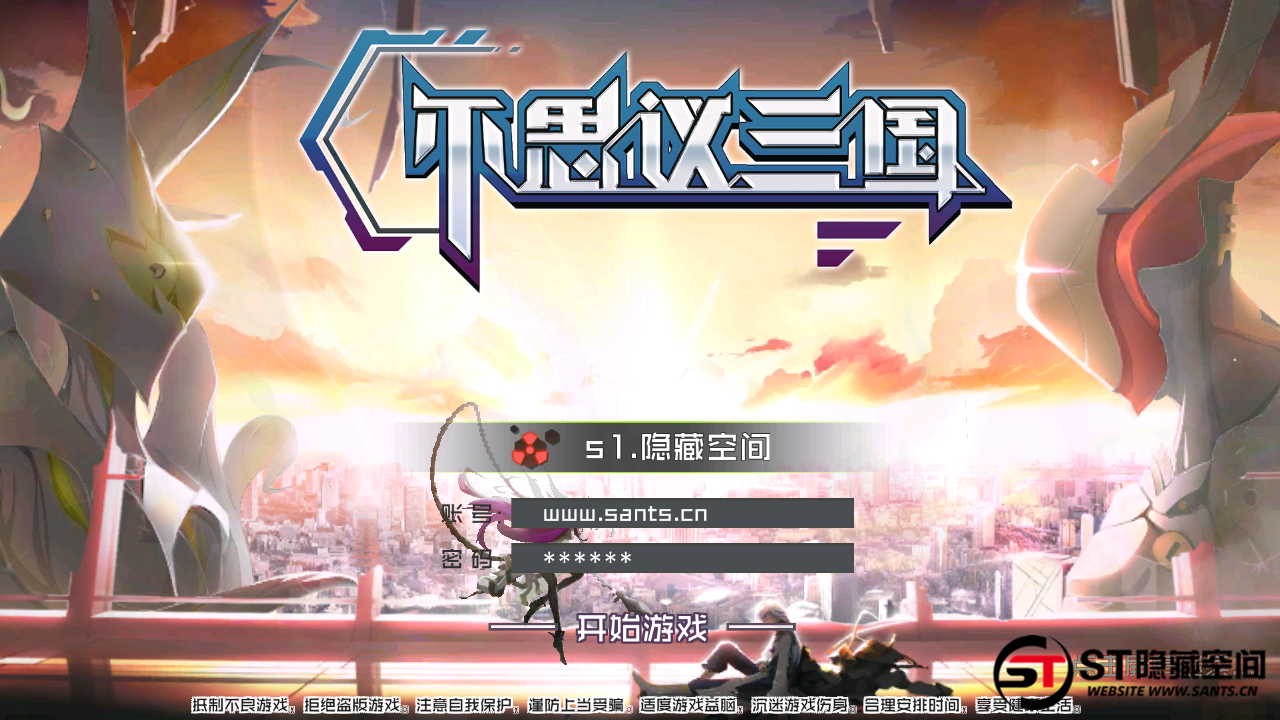 不思议三国
s1.隐藏空间
账号 www.sants.cn
密码 ******
开始游戏
ST隐藏空间
WEBSITE WWW.SANTS.CN
抵制不良游戏，拒绝盗版游戏。注意自我保护，谨防上当受骗。适度游戏益脑，沉迷游戏伤身。合理安排时间，享受健康生活。